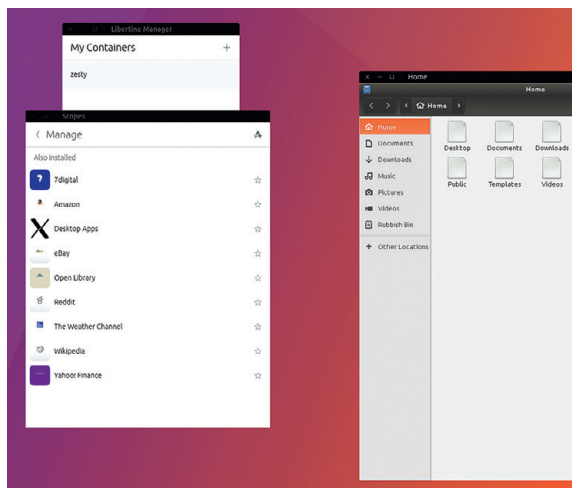 Libertine Manager
My Containers +
zesty
Scopes
Manage
Also installed
7digital
Amazon
Desktop Apps
eBay
Open Library
Reddit
The Weather Channel
Wikipedia
Yahoo! Finance
Home
Home
Home
Home
Documents
Downloads
Music
Pictures
Videos
Rubbish Bin
+ Other Locations
Desktop Documents Downloads
Public Templates Videos